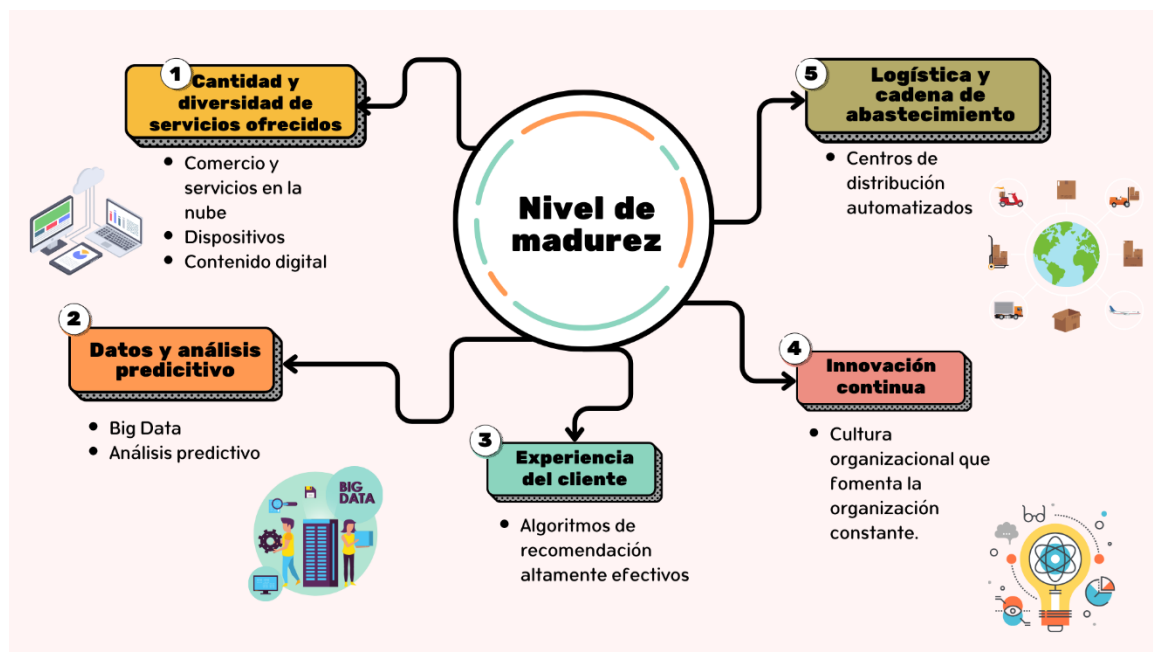 Nivel de
madurez
1
Cantidad y
diversidad de
servicios ofrecidos
• Comercio y
servicios en la
nube
• Dispositivos
• Contenido digital
2
Datos y análisis
predicitivo
• Big Data
• Análisis predictivo
BIG
DATA
3
Experiencia
del cliente
• Algoritmos de
recomendación
altamente efectivos
4
Innovación
continua
• Cultura
organizacional que
fomenta la
organización
constante.
5
Logística y
cadena de
abastecimiento
• Centros de
distribución
automatizados